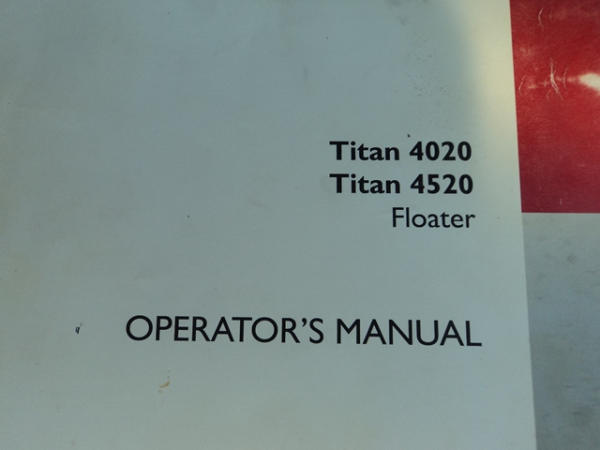 Titan 4020
Titan 4520
Floater
OPERATOR'S MANUAL